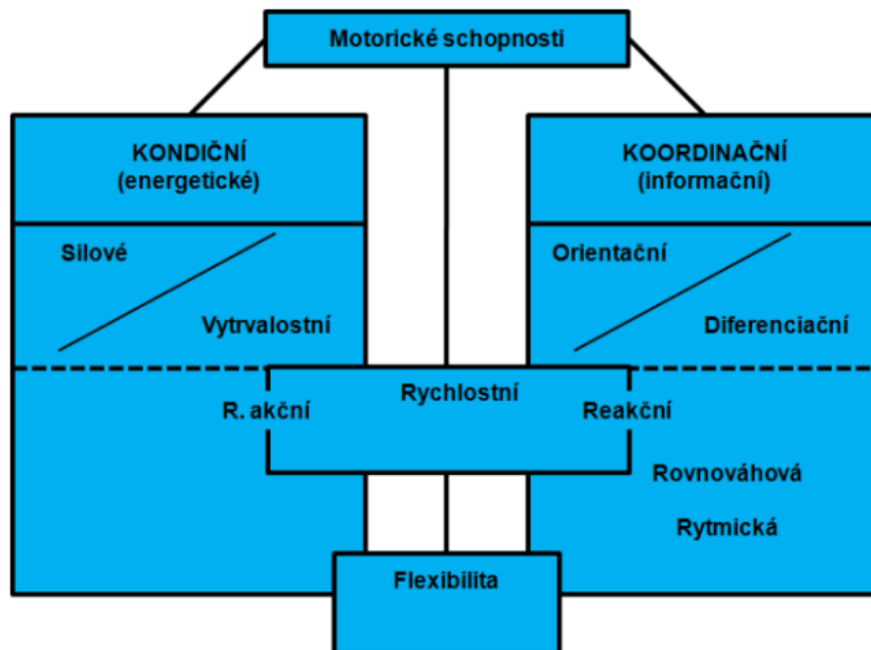 Motorické schopnosti
KONDIČNÍ
(energetické)
KOORDINAČNÍ
(informační)
Silové
Vytrvalostní
Orientační
Diferenciační
Rychlostní
R. akční
Reakční
Rovnováhová
Rytmická
Flexibilita